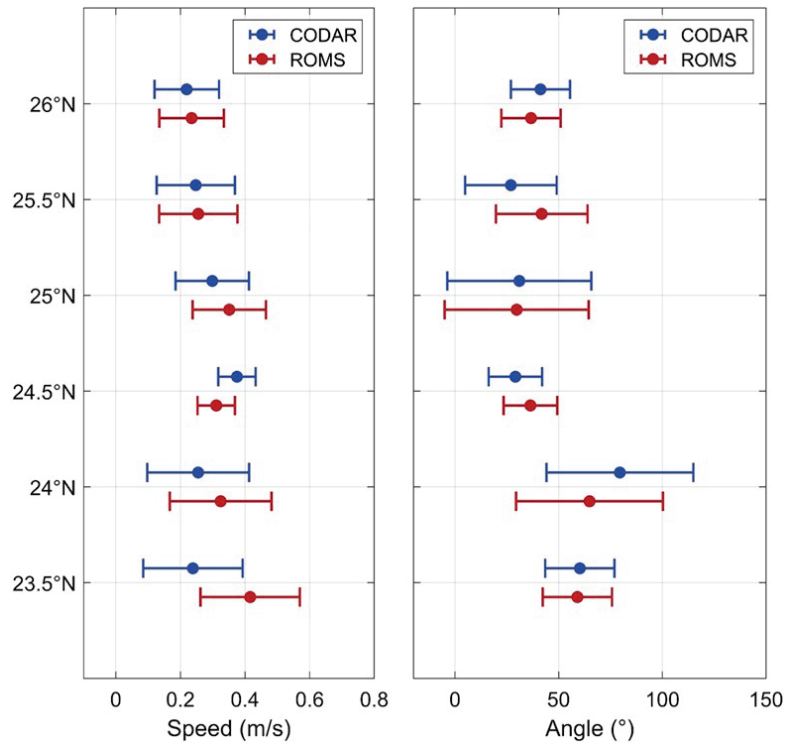 CODAR
ROMS
CODAR
ROMS
26°N
25.5°N
25°N
24.5°N
24°N
23.5°N
0 0.2 0.4 0.6 0.8
0 50 100 150
Speed (m/s)
Angle (°)